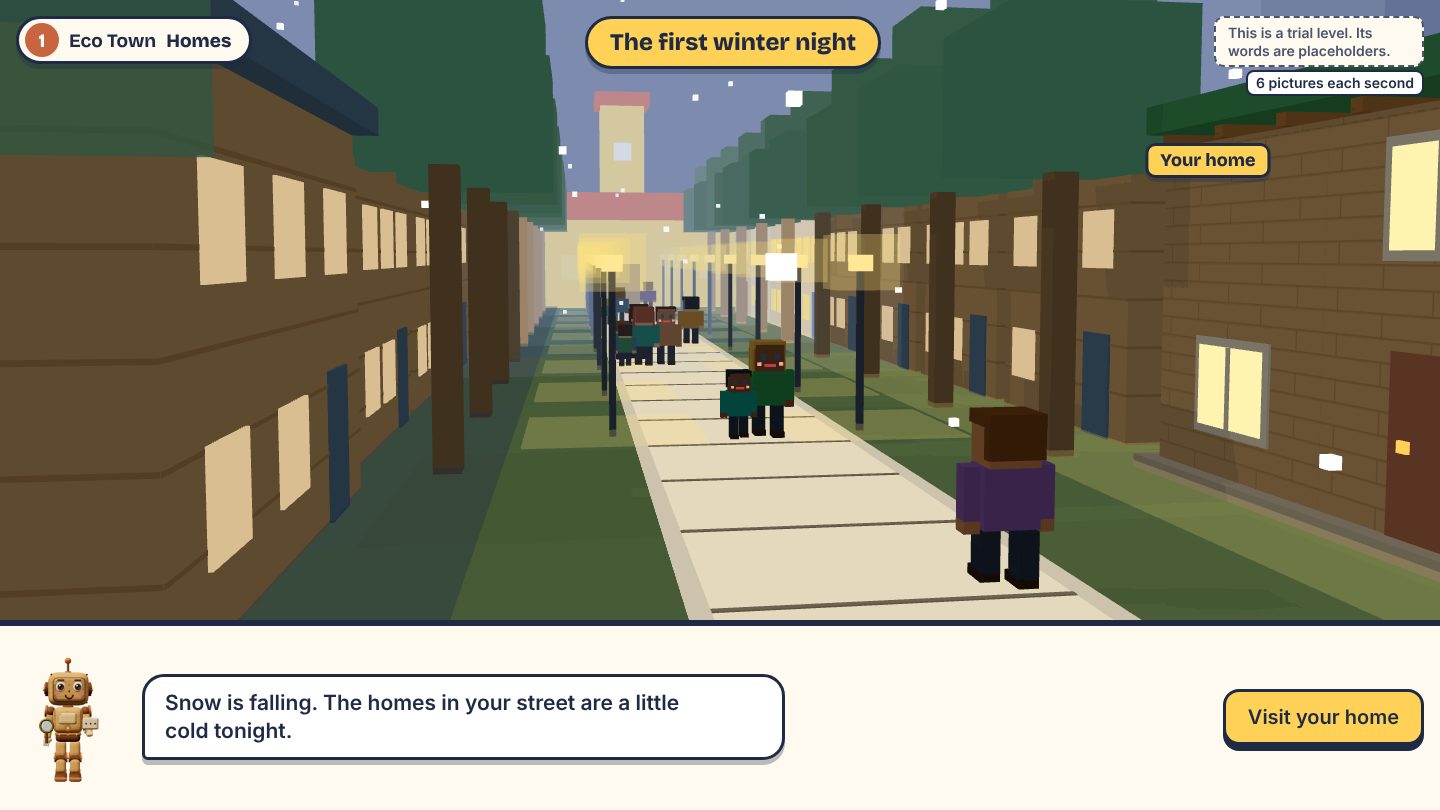 1 Eco Town Homes
The first winter night
This is a trial level. Its
words are placeholders.
6 pictures each second
Your home
Snow is falling. The homes in your street are a little
cold tonight.
Visit your home